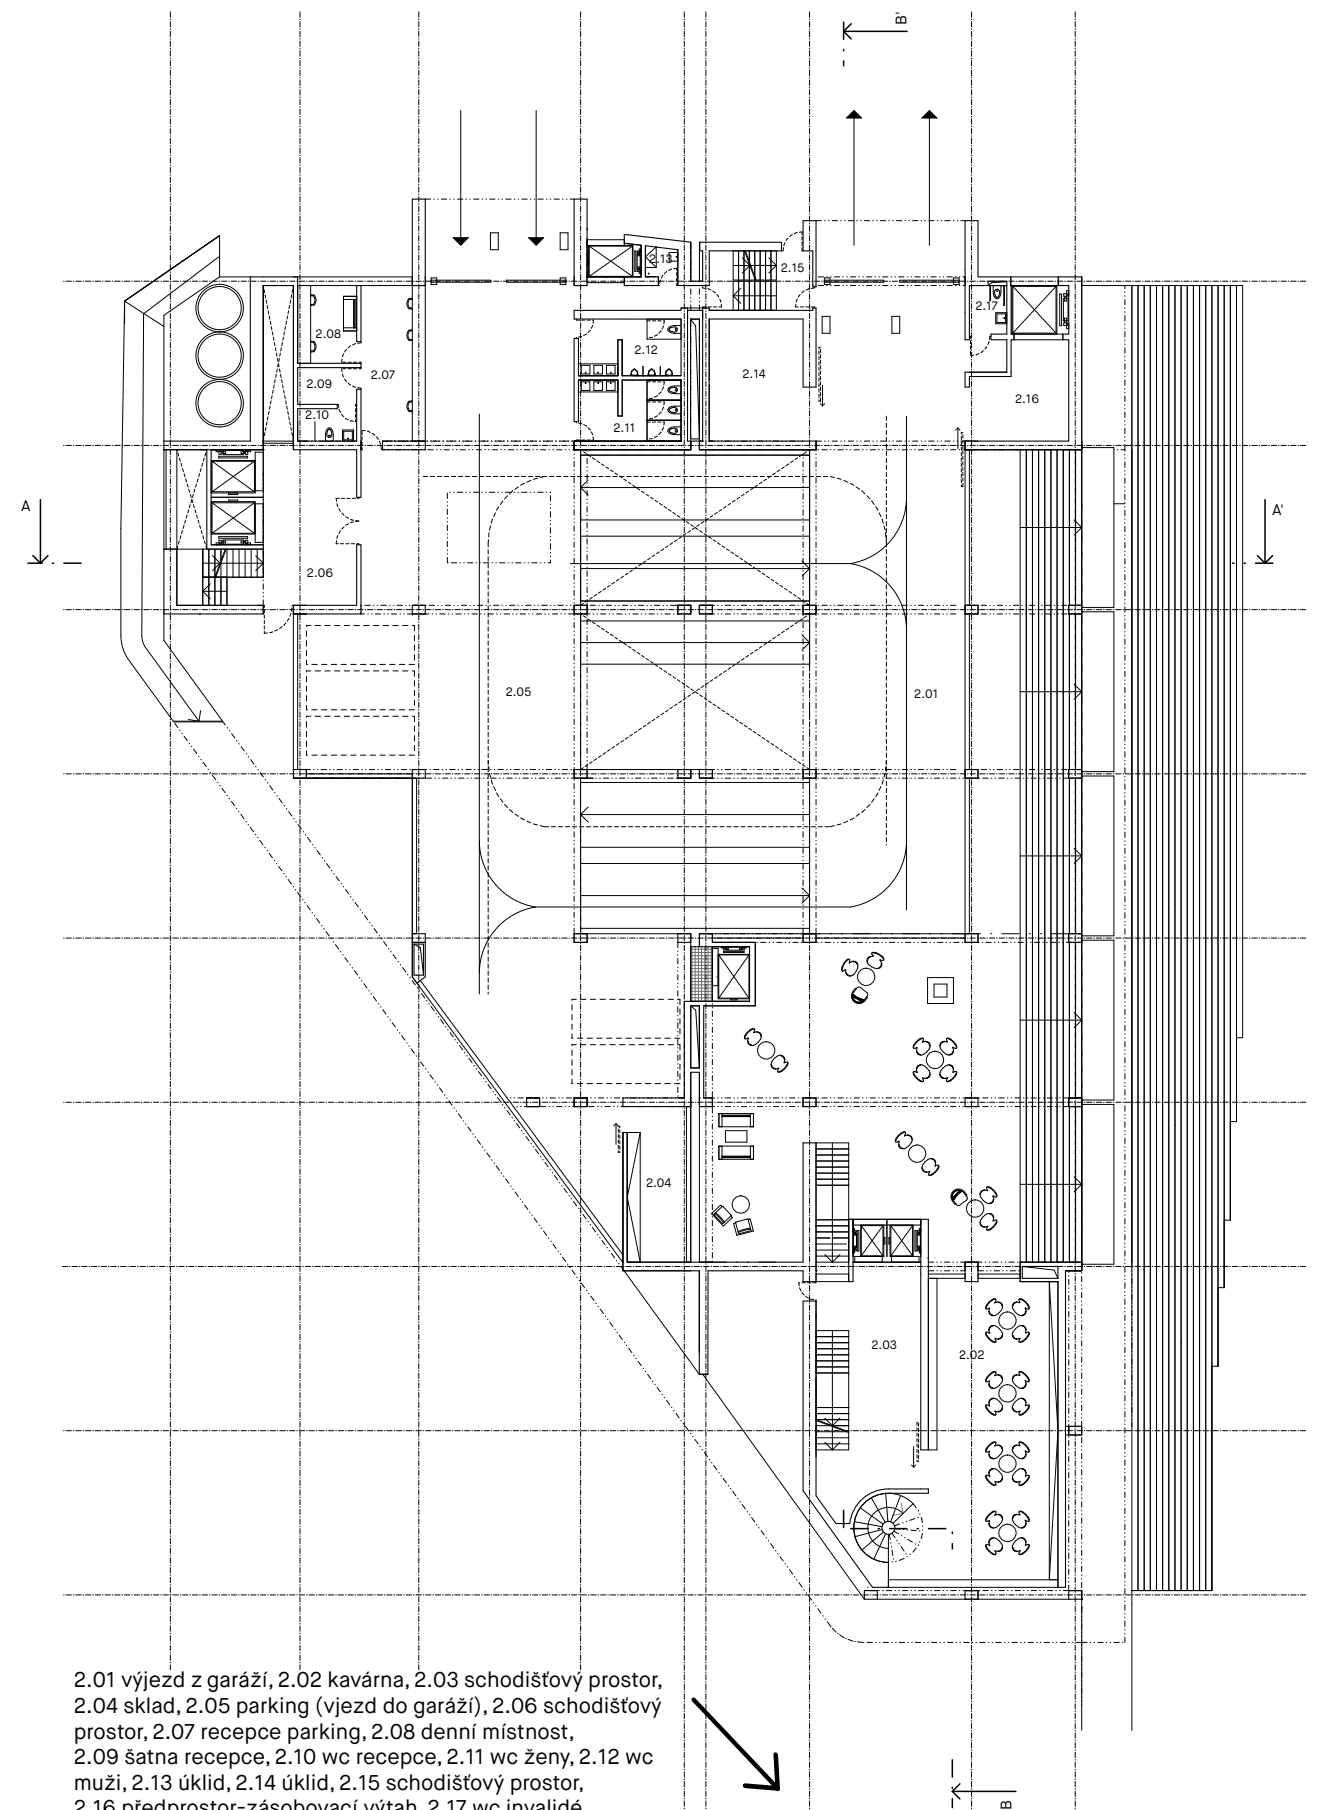 B'
2.13
2.15
2.17
2.08
2.12
2.07
2.14
2.09
2.16
2.10
2.11
A
A'
2.06
2.05
2.01
2.04
2.03
2.02
2.01 výjezd z garáží, 2.02 kavárna, 2.03 schodišťový prostor,
2.04 sklad, 2.05 parking (vjezd do garáží), 2.06 schodišťový
prostor, 2.07 recepce parking, 2.08 denní místnost,
2.09 šatna recepce, 2.10 wc recepce, 2.11 wc ženy, 2.12 wc
muži, 2.13 úklid, 2.14 úklid, 2.15 schodišťový prostor,
2.16 předprostor-zásobovací výtah, 2.17 wc invalidé
B